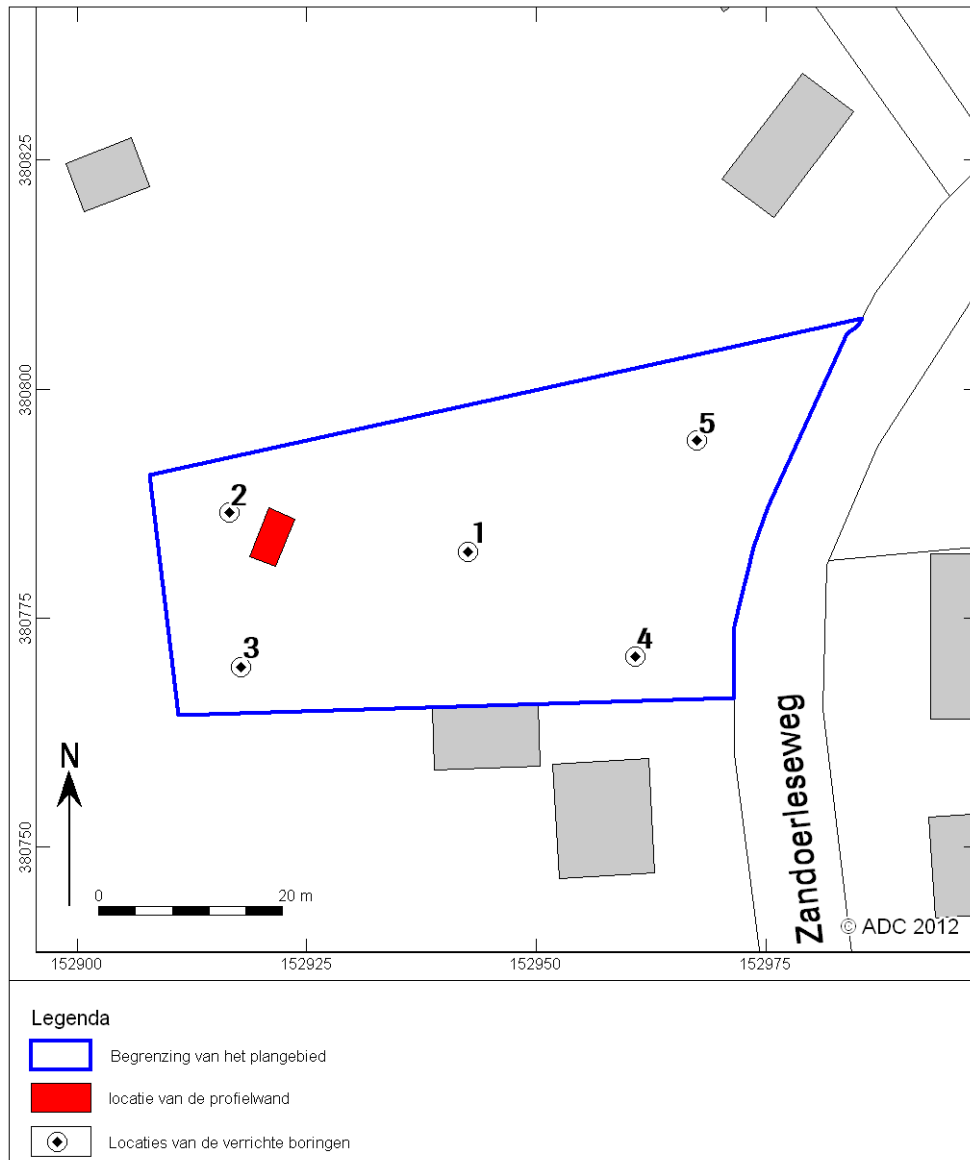 380825
380800
5
2
1
380775
4
3
N
Zandoerleseweg
380750
0 20 m
© ADC 2012
152900 152925 152950 152975
Legenda
Begrenzing van het plangebied
locatie van de profielwand
Locaties van de verrichte boringen